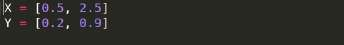 X = [0.5, 2.5]
Y = [0.2, 0.9]